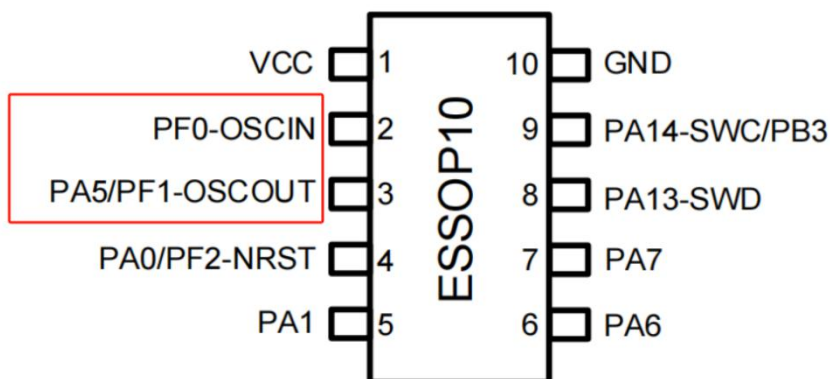 VCC 1 10 GND
PF0-OSCIN 2 9 PA14-SWC/PB3
PA5/PF1-OSCOUT 3 8 PA13-SWD
PA0/PF2-NRST 4 7 PA7
PA1 5 6 PA6
ESSOP10